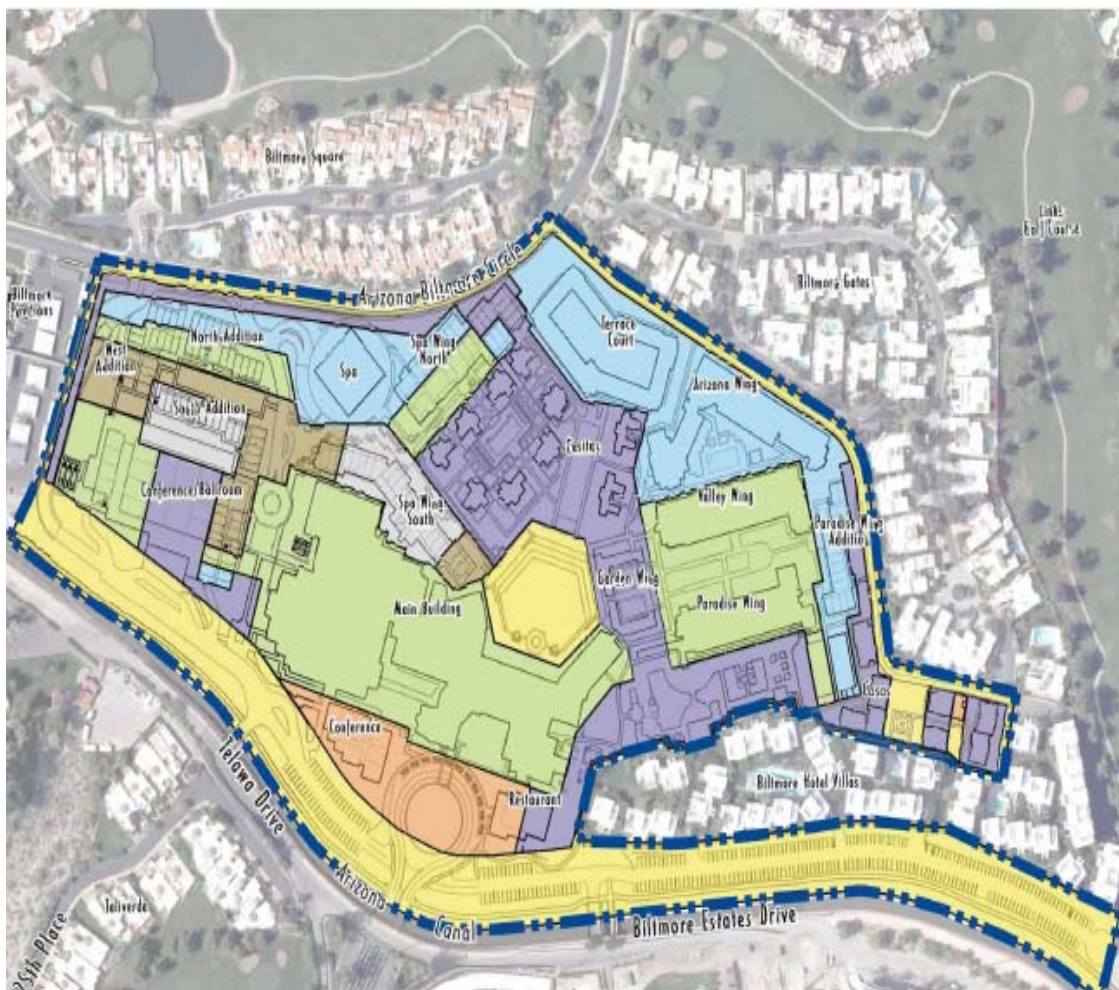 Biltmore Square
Links
Golf Course
Biltmore Gates
Biltmore
Pavilions
Arizona Biltmore Circle
North Addition
Spa Wing
North
Terrace
Court
West
Addition
Spa
Arizona Wing
South Addition
Casitas
Conference/Ballroom
Spa Wing
South
Valley Wing
Paradise Wing
Addition
Garden Wing
Main Building
Paradise Wing
Casas
Conference
Restaurant
Biltmore Hotel Villas
Telawa Drive
Arizona
Canal
Biltmore Estates Drive
Taliverde
25th Place